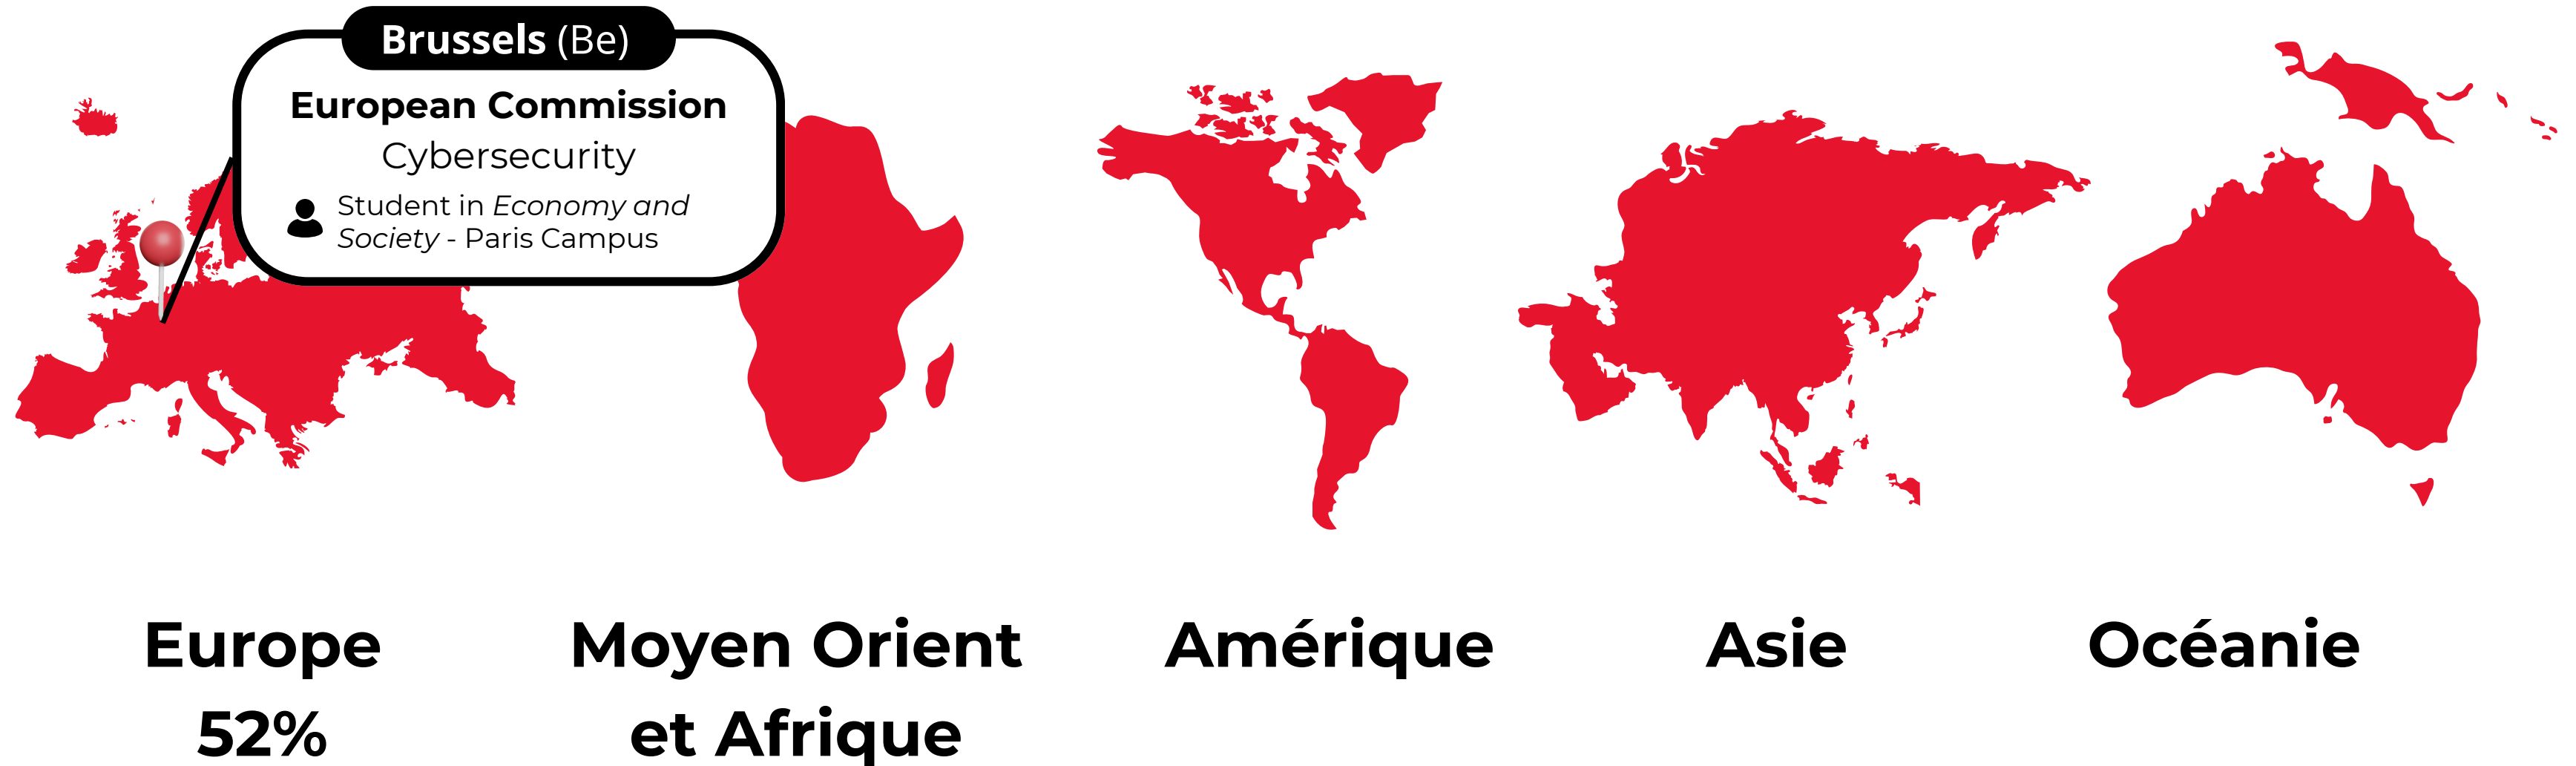 Brussels (Be)
European Commission
Cybersecurity
Student in Economy and
Society - Paris Campus
Europe
52%
Moyen Orient
et Afrique
Amérique
Asie
Océanie